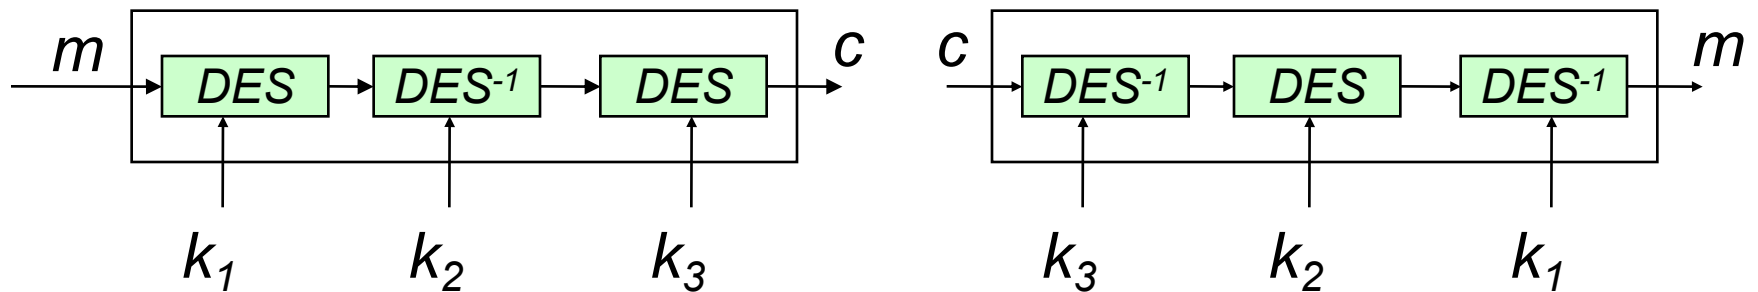 m DES DES⁻¹ DES c
k₁ k₂ k₃
c DES⁻¹ DES DES⁻¹ m
k₃ k₂ k₁